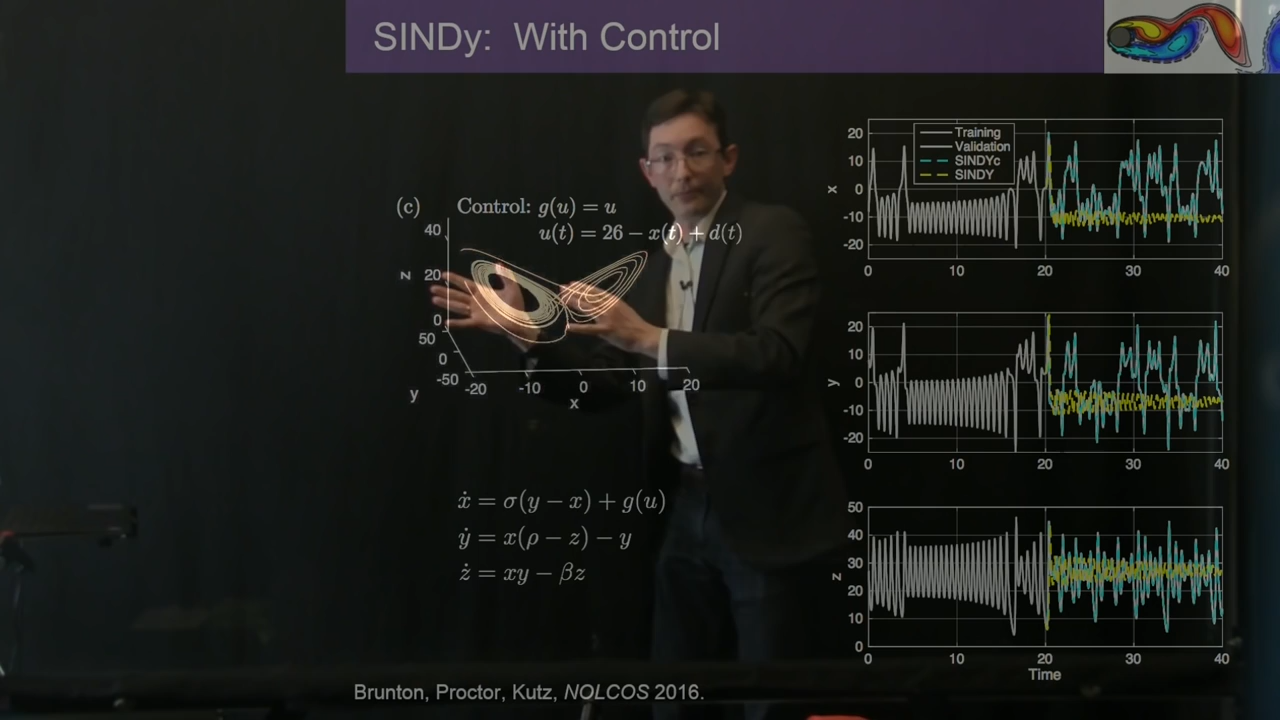 SINDy: With Control
(c)
Control: g(u) = u
u(t) = 26 − x(t) + d(t)
40
20
0
z
50
0
-50
y
-20 -10 0 10 20
x
ẋ = σ(y − x) + g(u)
ẏ = x(ρ − z) − y
ż = xy − βz
Training
Validation
SINDYc
SINDY
20
10
0
-10
-20
x
0 10 20 30 40
20
10
0
-10
-20
y
0 10 20 30 40
50
40
30
20
10
0
z
0 10 20 30 40
Time
Brunton, Proctor, Kutz, NOLCOS 2016.